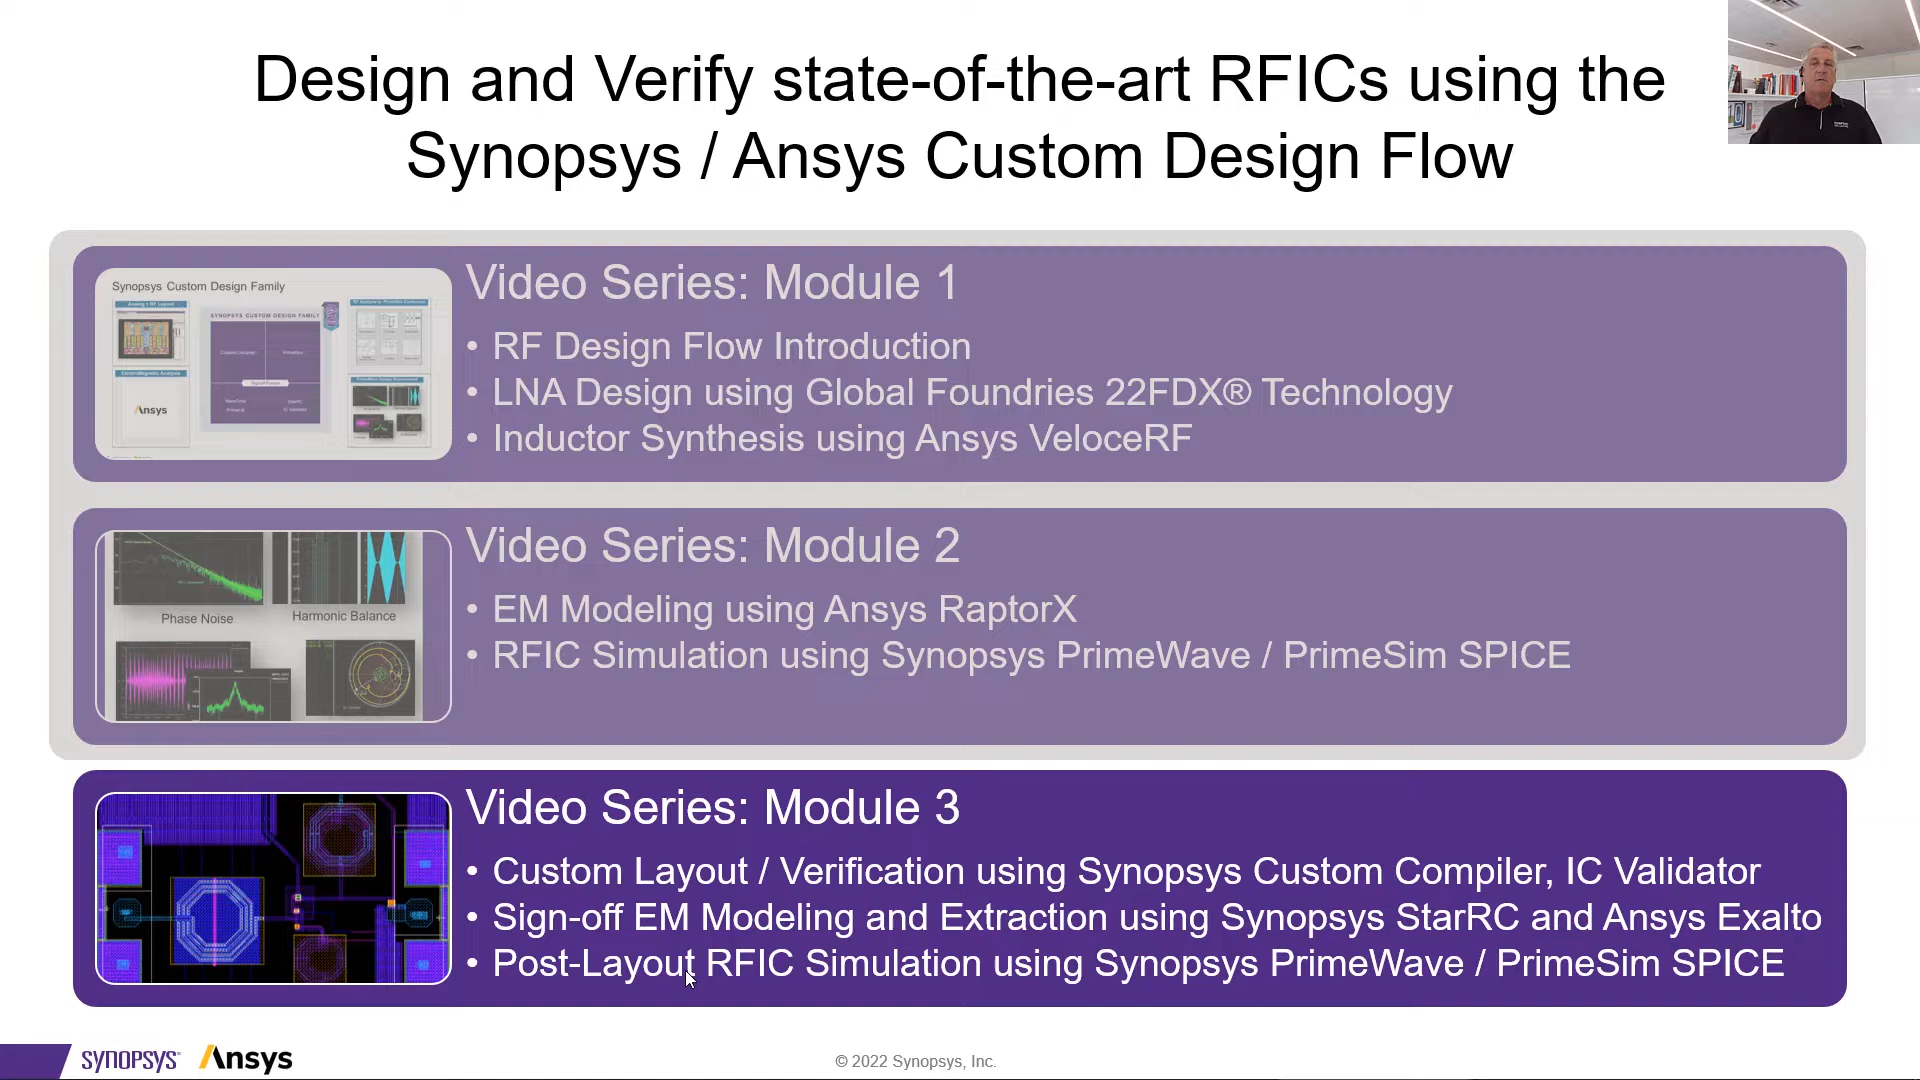 Design and Verify state-of-the-art RFICs using the
Synopsys / Ansys Custom Design Flow
Synopsys Custom Design Family
SYNOPSYS CUSTOM DESIGN FAMILY
Ansys
Video Series: Module 1
• RF Design Flow Introduction
• LNA Design using Global Foundries 22FDX® Technology
• Inductor Synthesis using Ansys VeloceRF
Phase Noise
Harmonic Balance
Video Series: Module 2
• EM Modeling using Ansys RaptorX
• RFIC Simulation using Synopsys PrimeWave / PrimeSim SPICE
Video Series: Module 3
• Custom Layout / Verification using Synopsys Custom Compiler, IC Validator
• Sign-off EM Modeling and Extraction using Synopsys StarRC and Ansys Exalto
• Post-Layout RFIC Simulation using Synopsys PrimeWave / PrimeSim SPICE
SYNOPSYS®
Ansys
© 2022 Synopsys, Inc.